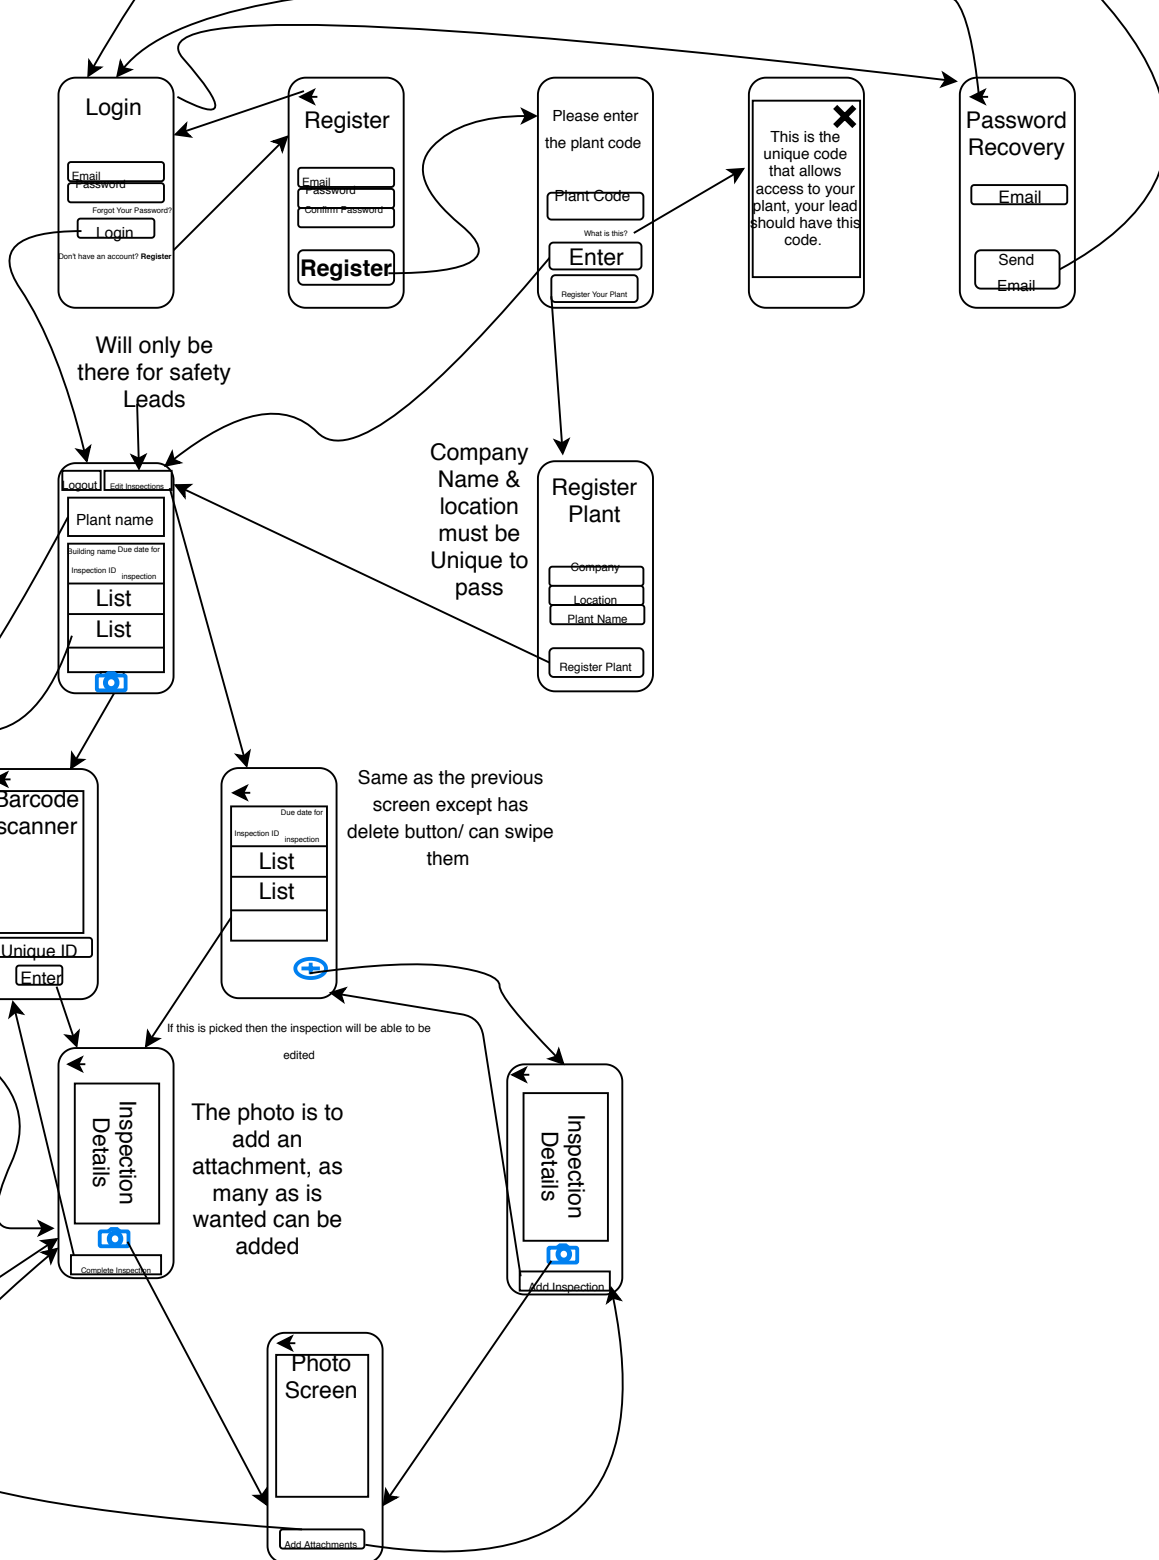 Login
Email
Password
Forgot Your Password?
Login
Don't have an account? Register
Register
Email
Password
Confirm Password
Register
Please enter
the plant code
Plant Code
What is this?
Enter
Register Your Plant
This is the
unique code
that allows
access to your
plant, your lead
should have this
code.
Password
Recovery
Email
Send
Email
Will only be
there for safety
Leads
Logout
Edit Inspections
Plant name
Building name
Due date for
Inspection ID
inspection
List
List
Company
Name &
location
must be
Unique to
pass
Register
Plant
Company
Location
Plant Name
Register Plant
Barcode
scanner
Unique ID
Enter
Due date for
Inspection ID
inspection
List
List
Same as the previous
screen except has
delete button/ can swipe
them
If this is picked then the inspection will be able to be
edited
Inspection
Details
Complete Inspection
The photo is to
add an
attachment, as
many as is
wanted can be
added
Inspection
Details
Add Inspection
Photo
Screen
Add Attachments